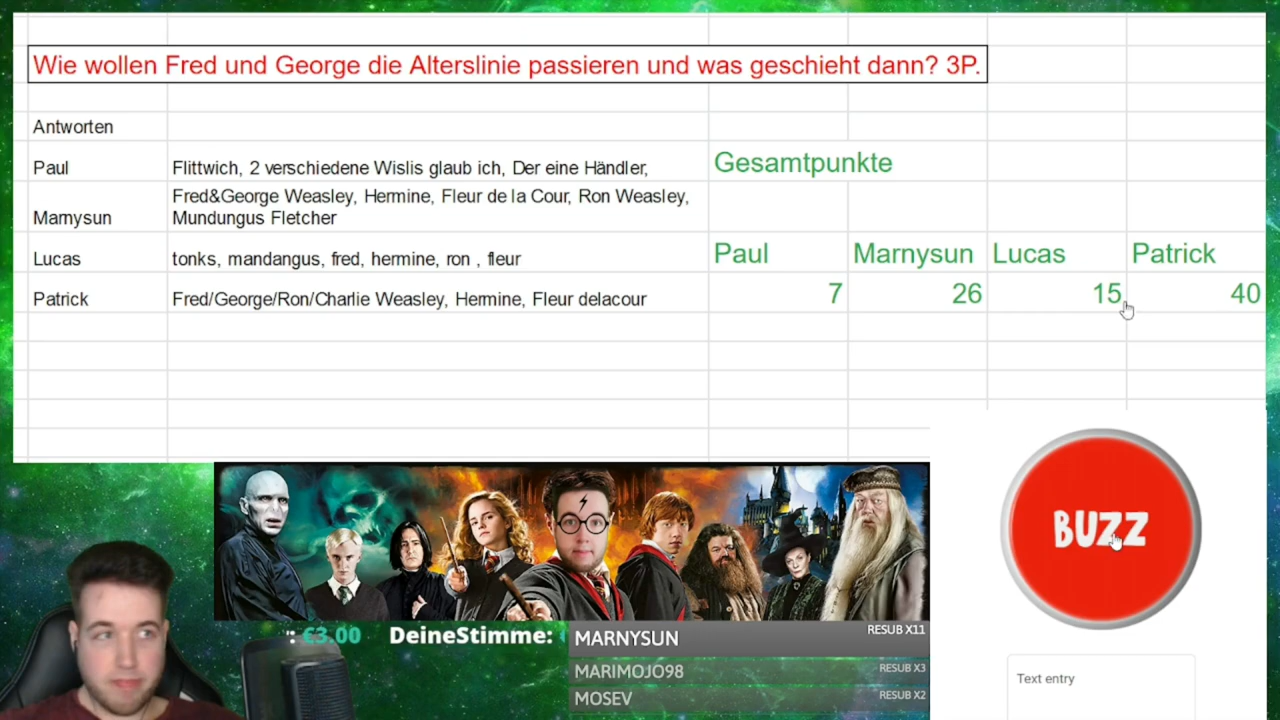 Wie wollen Fred und George die Alterslinie passieren und was geschieht dann? 3P.
Antworten
Paul Flittwich, 2 verschiedene Wislis glaub ich, Der eine Händler,
Gesamtpunkte
Marnysun Fred&George Weasley, Hermine, Fleur de la Cour, Ron Weasley,
Mundungus Fletcher
Lucas tonks, mandangus, fred, hermine, ron , fleur
Patrick Fred/George/Ron/Charlie Weasley, Hermine, Fleur delacour
Paul Marnysun Lucas Patrick
7 26 15 40
BUZZ
Text entry
: €3.00 DeineStimme:
MARNYSUN RESUB X11
MARIMOJO98 RESUB X3
MOSEV RESUB X2